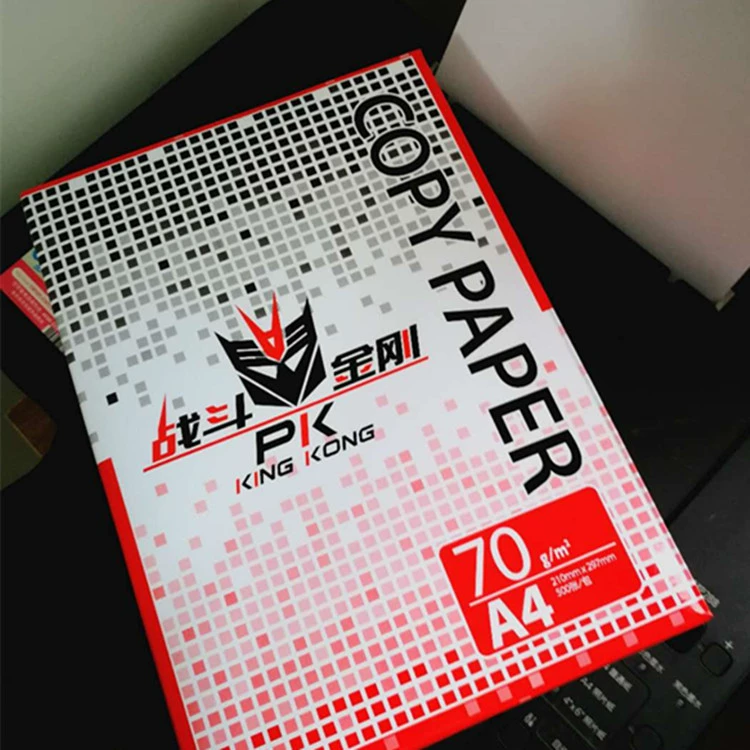 COPY PAPER
战斗 金刚
PK
KING KONG
70 g/m²
A4
210mm x 297mm
500张/包